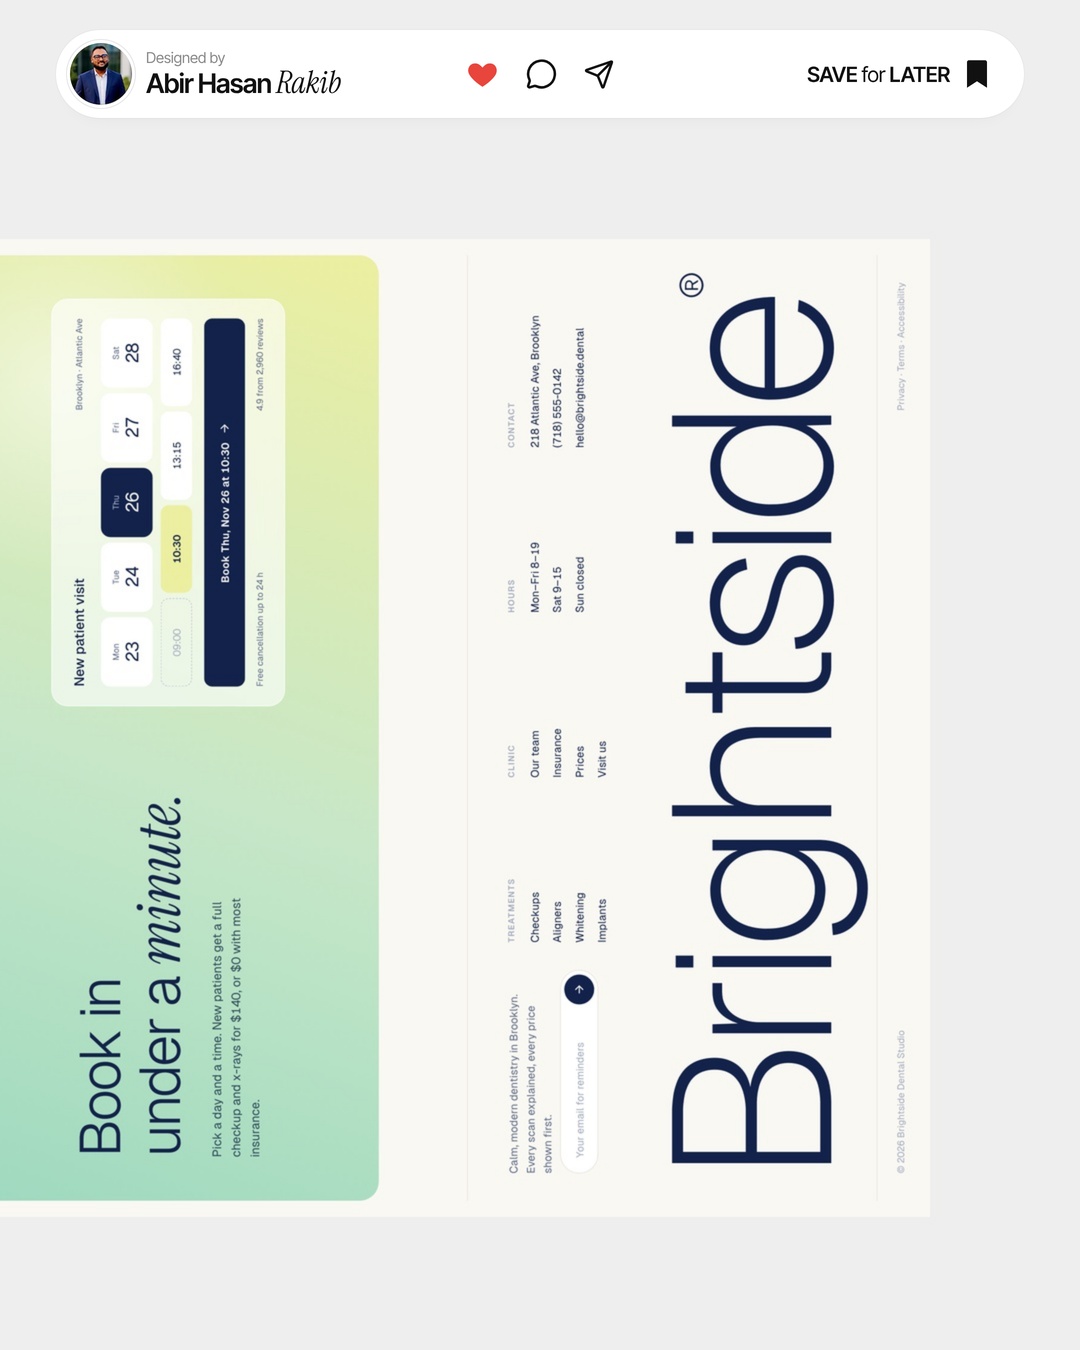 Designed by
Abir Hasan Rakib
SAVE for LATER
Book in
under a minute.
Pick a day and a time. New patients get a full
checkup and x-rays for $140, or $0 with most
insurance.
New patient visit
Brooklyn · Atlantic Ave
Mon Tue Thu Fri Sat
23 24 26 27 28
09:00 10:30 13:15 16:40
Book Thu, Nov 26 at 10:30 →
Free cancellation up to 24 h
4.9 from 2,960 reviews
Calm, modern dentistry in Brooklyn.
Every scan explained, every price
shown first.
Your email for reminders
TREATMENTS
Checkups
Aligners
Whitening
Implants
CLINIC
Our team
Insurance
Prices
Visit us
HOURS
Mon–Fri 8–19
Sat 9–15
Sun closed
CONTACT
218 Atlantic Ave, Brooklyn
(718) 555-0142
hello@brightside.dental
Brightside®
© 2026 Brightside Dental Studio
Privacy · Terms · Accessibility